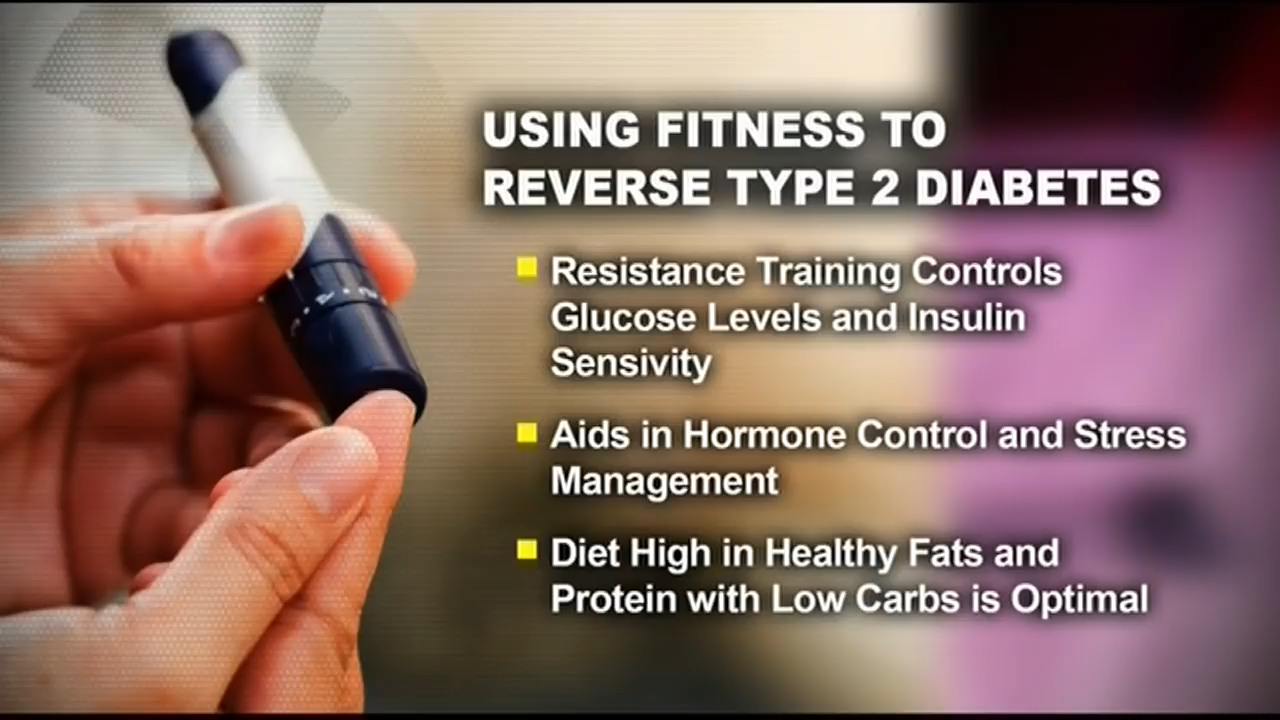 USING FITNESS TO
REVERSE TYPE 2 DIABETES
Resistance Training Controls
Glucose Levels and Insulin
Sensivity
Aids in Hormone Control and Stress
Management
Diet High in Healthy Fats and
Protein with Low Carbs is Optimal